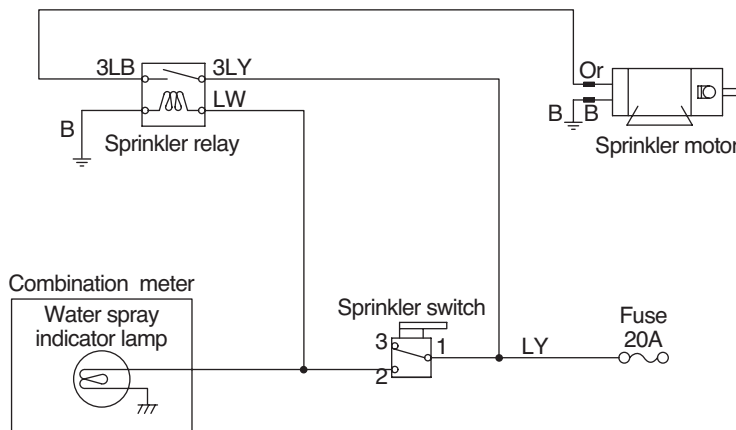 3LB
3LY
LW
B
Sprinkler relay
Or
B
B
Sprinkler motor
Combination meter
Water spray
indicator lamp
Sprinkler switch
3
1
2
LY
Fuse
20A